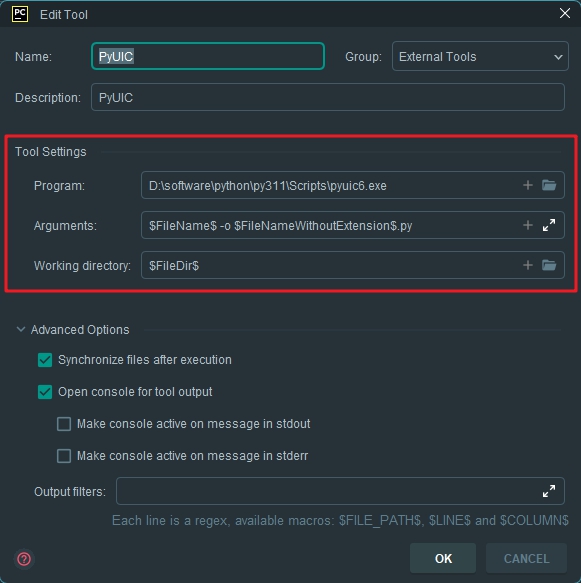 PC Edit Tool
Name: PyUIC Group: External Tools
Description: PyUIC
Tool Settings
Program: D:\software\python\py311\Scripts\pyuic6.exe
Arguments: $FileName$ -o $FileNameWithoutExtension$.py
Working directory: $FileDir$
Advanced Options
Synchronize files after execution
Open console for tool output
Make console active on message in stdout
Make console active on message in stderr
Output filters:
Each line is a regex, available macros: $FILE_PATH$, $LINE$ and $COLUMN$
? OK CANCEL